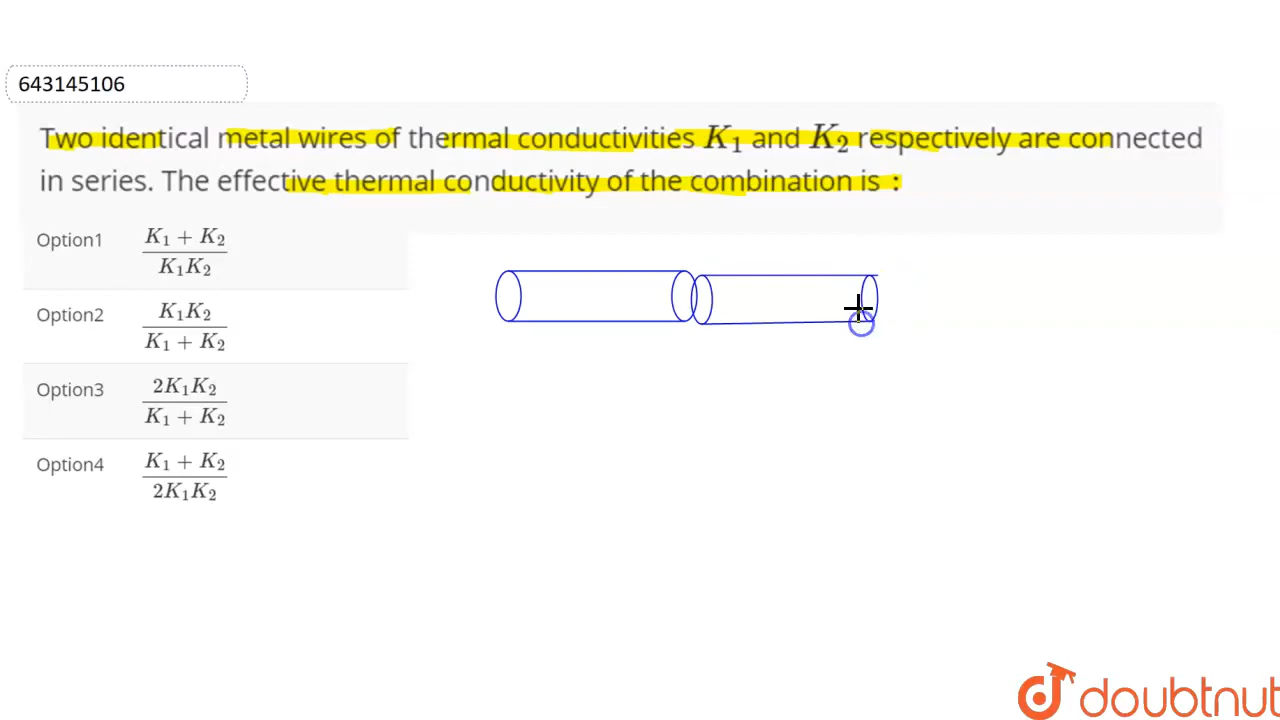 643145106
Two identical metal wires of thermal conductivities K₁ and K₂ respectively are connected
in series. The effective thermal conductivity of the combination is :
Option1 (K₁ + K₂)/(K₁K₂)
Option2 (K₁K₂)/(K₁ + K₂)
Option3 (2K₁K₂)/(K₁ + K₂)
Option4 (K₁ + K₂)/(2K₁K₂)
doubtnut